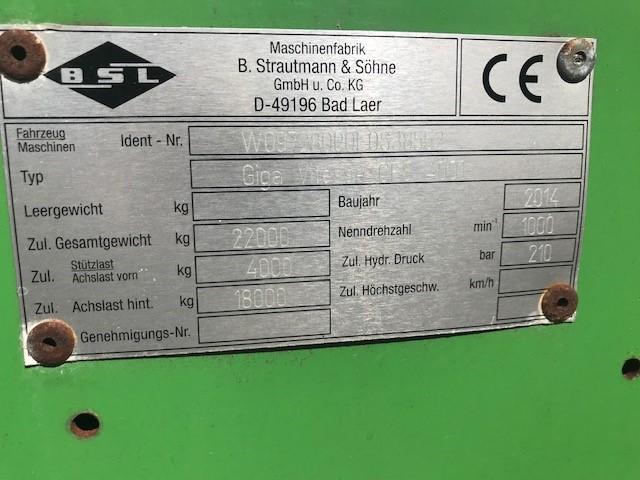 BSL
Maschinenfabrik
B. Strautmann & Söhne
GmbH u. Co. KG
D-49196 Bad Laer
CE
Fahrzeug
Maschinen
Ident - Nr.
Typ Giga
Leergewicht kg
Zul. Gesamtgewicht kg 22000
Zul. Stützlast
Achslast vorn kg 4000
Zul. Achslast hint. kg 18000
Genehmigungs-Nr.
Baujahr 2014
Nenndrehzahl min-1 1000
Zul. Hydr. Druck bar 210
Zul. Höchstgeschw. km/h